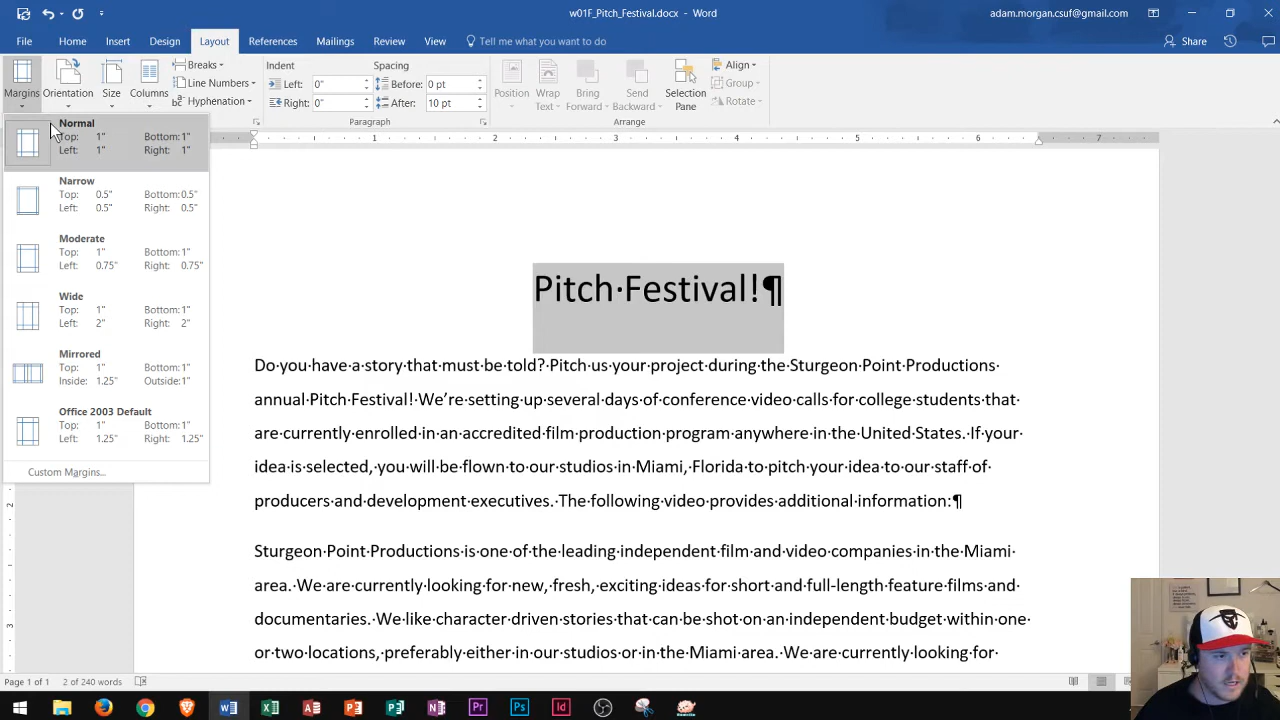 w01F_Pitch_Festival.docx - Word
adam.morgan.csuf@gmail.com
File Home Insert Design Layout References Mailings Review View Tell me what you want to do
Share
Margins
Orientation
Size
Columns
Breaks
Line Numbers
Hyphenation
Indent
Left: 0"
Right: 0"
Spacing
Before: 0 pt
After: 10 pt
Paragraph
Position
Wrap Text
Bring Forward
Send Backward
Selection Pane
Align
Group
Rotate
Arrange
Normal
Top: 1" Bottom: 1"
Left: 1" Right: 1"
Narrow
Top: 0.5" Bottom: 0.5"
Left: 0.5" Right: 0.5"
Moderate
Top: 1" Bottom: 1"
Left: 0.75" Right: 0.75"
Wide
Top: 1" Bottom: 1"
Left: 2" Right: 2"
Mirrored
Top: 1" Bottom: 1"
Inside: 1.25" Outside: 1"
Office 2003 Default
Top: 1" Bottom: 1"
Left: 1.25" Right: 1.25"
Custom Margins...
1 2 3 4 5 6 7
Pitch·Festival!¶
Do·you·have·a·story·that·must·be·told?·Pitch·us·your·project·during·the·Sturgeon·Point·Productions·
annual·Pitch·Festival!·We’re·setting·up·several·days·of·conference·video·calls·for·college·students·that·
are·currently·enrolled·in·an·accredited·film·production·program·anywhere·in·the·United·States.·If·your·
idea·is·selected,·you·will·be·flown·to·our·studios·in·Miami,·Florida·to·pitch·your·idea·to·our·staff·of·
producers·and·development·executives.·The·following·video·provides·additional·information:¶
Sturgeon·Point·Productions·is·one·of·the·leading·independent·film·and·video·companies·in·the·Miami·
area.·We·are·currently·looking·for·new,·fresh,·exciting·ideas·for·short·and·full-length·feature·films·and·
documentaries.·We·like·character·driven·stories·that·can·be·shot·on·an·independent·budget·within·one·
or·two·locations,·preferably·either·in·our·studios·or·in·the·Miami·area.·We·are·currently·looking·for·
2
3
Page 1 of 1 2 of 240 words